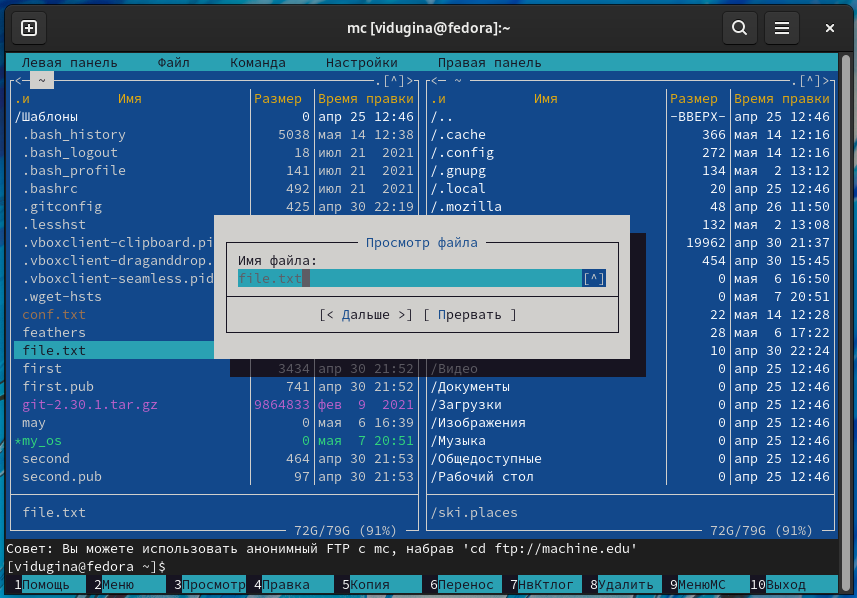 mc [vidugina@fedora]:~
Левая панель Файл Команда Настройки Правая панель
<─ ~ .[^]> <─ ~ .[^]>
.и Имя Размер Время правки .и Имя Размер Время правки
/Шаблоны 0 апр 25 12:46 /.. -ВВЕРХ- апр 25 12:46
.bash_history 5038 мая 14 12:38 /.cache 366 мая 14 12:16
.bash_logout 18 июл 21 2021 /.config 272 мая 14 12:16
.bash_profile 141 июл 21 2021 /.gnupg 134 мая 2 13:12
.bashrc 492 июл 21 2021 /.local 20 апр 25 12:46
.gitconfig 425 апр 30 22:19 /.mozilla 48 апр 26 11:50
.lesshst 132 мая 2 13:08
.vboxclient-clipboard.pi 19962 апр 30 21:37
.vboxclient-draganddrop. 454 апр 30 15:45
.vboxclient-seamless.pid 0 мая 6 16:50
.wget-hsts 0 мая 7 20:51
conf.txt 22 мая 14 12:28
feathers 28 мая 6 17:22
file.txt 10 апр 30 22:24
first 3434 апр 30 21:52 /Видео 0 апр 25 12:46
first.pub 741 апр 30 21:52 /Документы 0 апр 25 12:46
git-2.30.1.tar.gz 9864833 фев 9 2021 /Загрузки 0 апр 25 12:46
may 0 мая 6 16:39 /Изображения 0 апр 25 12:46
*my_os 0 мая 7 20:51 /Музыка 0 апр 25 12:46
second 464 апр 30 21:53 /Общедоступные 0 апр 25 12:46
second.pub 97 апр 30 21:53 /Рабочий стол 0 апр 25 12:46
Просмотр файла
Имя файла:
file.txt [^]
[< Дальше >] [ Прервать ]
file.txt /ski.places
72G/79G (91%) 72G/79G (91%)
Совет: Вы можете использовать анонимный FTP с mc, набрав 'cd ftp://machine.edu'
[vidugina@fedora ~]$
1Помощь 2Меню 3Просмотр 4Правка 5Копия 6Перенос 7НвКтлог 8Удалить 9МенюMC 10Выход